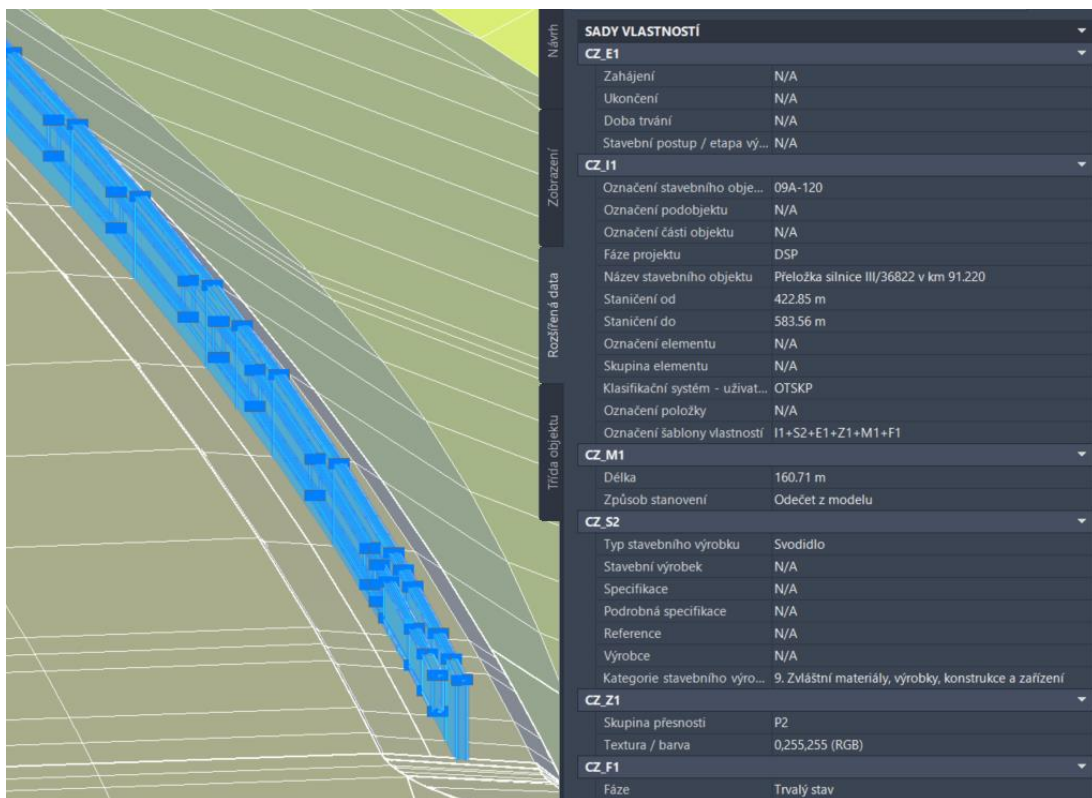 Návrh
Zobrazení
Rozšířená data
Třída objektu
SADY VLASTNOSTÍ
CZ_E1
Zahájení N/A
Ukončení N/A
Doba trvání N/A
Stavební postup / etapa vý... N/A
CZ_I1
Označení stavebního obje... 09A-120
Označení podobjektu N/A
Označení části objektu N/A
Fáze projektu DSP
Název stavebního objektu Přeložka silnice III/36822 v km 91.220
Staničení od 422.85 m
Staničení do 583.56 m
Označení elementu N/A
Skupina elementu N/A
Klasifikační systém - uživat... OTSKP
Označení položky N/A
Označení šablony vlastností I1+S2+E1+Z1+M1+F1
CZ_M1
Délka 160.71 m
Způsob stanovení Odečet z modelu
CZ_S2
Typ stavebního výrobku Svodidlo
Stavební výrobek N/A
Specifikace N/A
Podrobná specifikace N/A
Reference N/A
Výrobce N/A
Kategorie stavebního výro... 9. Zvláštní materiály, výrobky, konstrukce a zařízení
CZ_Z1
Skupina přesnosti P2
Textura / barva 0,255,255 (RGB)
CZ_F1
Fáze Trvalý stav